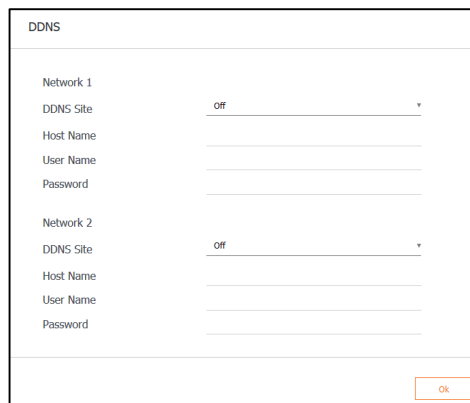 DDNS
Network 1
DDNS Site Off
Host Name
User Name
Password
Network 2
DDNS Site Off
Host Name
User Name
Password
Ok